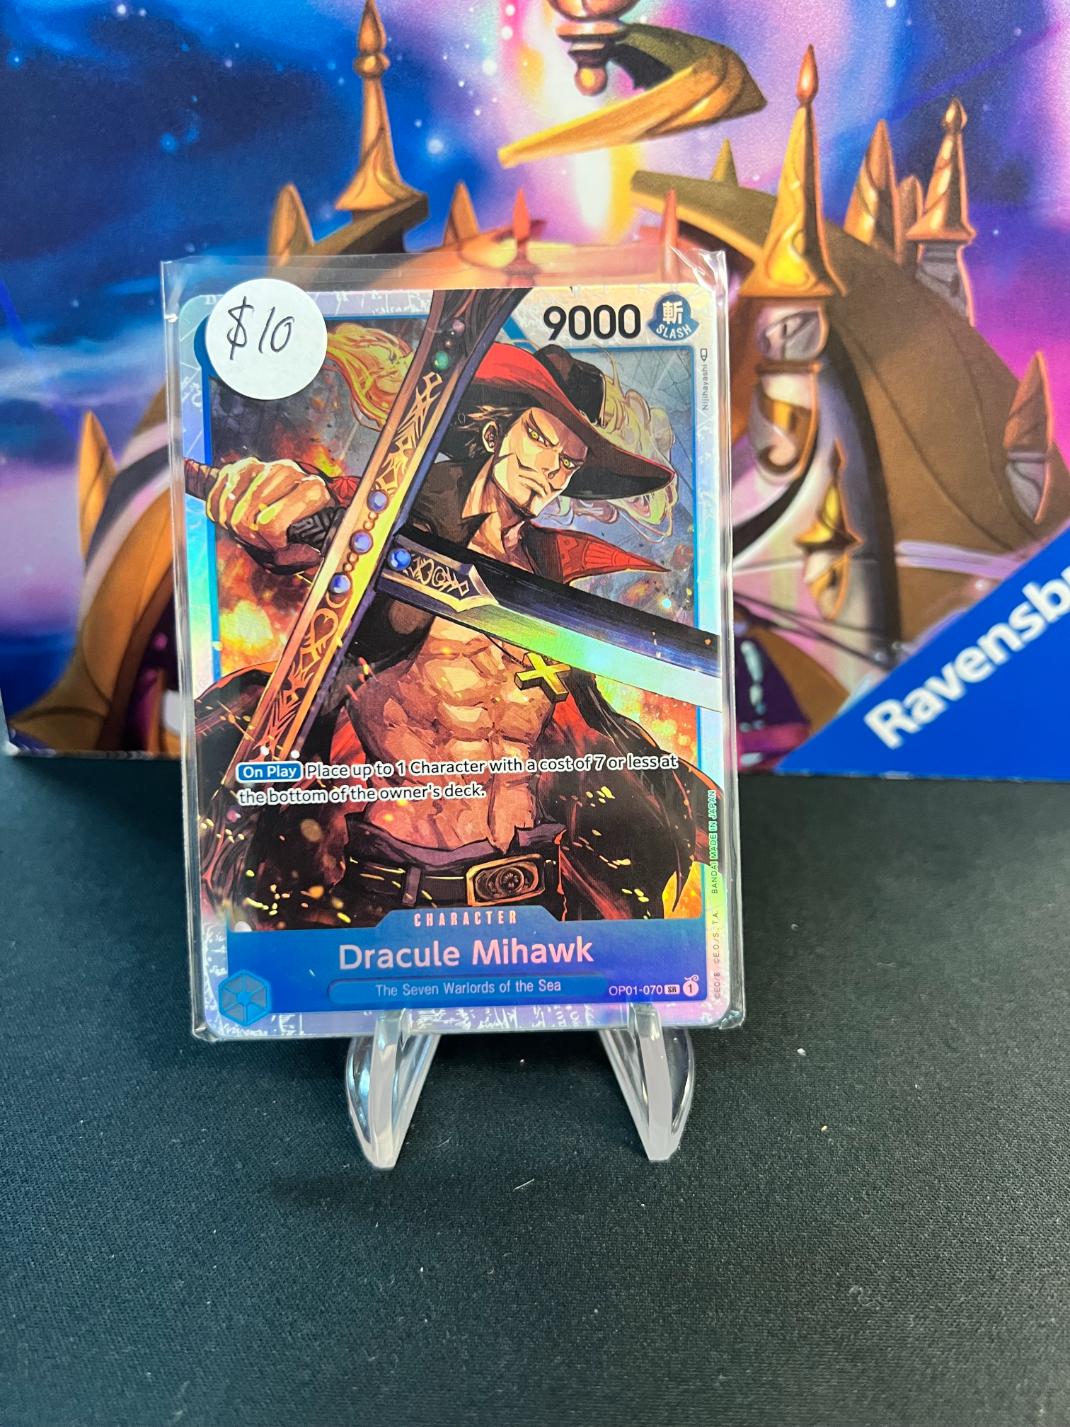 $10
9000
斬
SLASH
Nijihayashi
On Play Place up to 1 Character with a cost of 7 or less at
the bottom of the owner's deck.
BANDAI MADE IN JAPAN
©E.O./S., T.A.
CHARACTER
Dracule Mihawk
The Seven Warlords of the Sea
OP01-070 SR 1
Ravensb